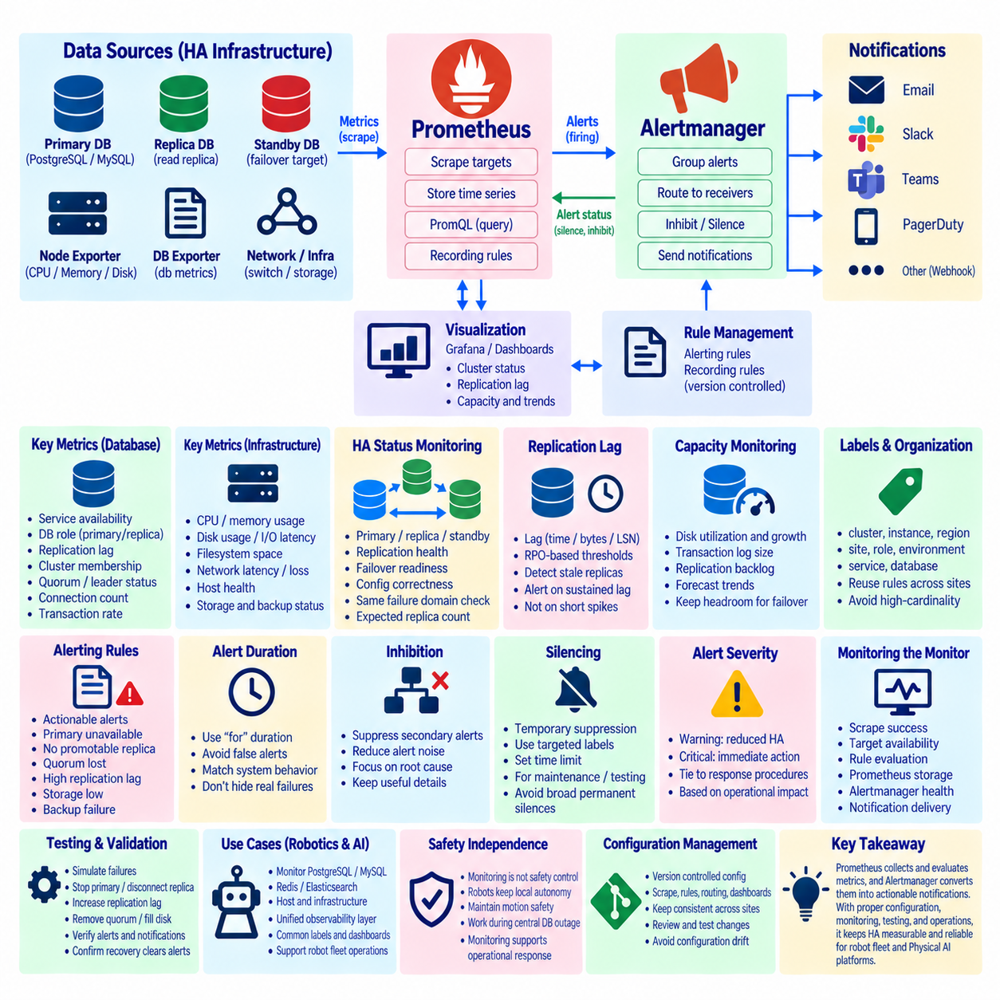 Data Sources (HA Infrastructure)
Primary DB
(PostgreSQL / MySQL)
Replica DB
(read replica)
Standby DB
(failover target)
Node Exporter
(CPU / Memory / Disk)
DB Exporter
(db metrics)
Network / Infra
(switch / storage)
Metrics
(scrape)
Prometheus
Scrape targets
Store time series
PromQL (query)
Recording rules
Alerts
(firing)
Alert status
(silence, inhibit)
Alertmanager
Group alerts
Route to receivers
Inhibit / Silence
Send notifications
Notifications
Email
Slack
T
Teams
PagerDuty
Other (Webhook)
Visualization
Grafana / Dashboards
• Cluster status
• Replication lag
• Capacity and trends
Rule Management
Alerting rules
Recording rules
(version controlled)
Key Metrics (Database)
• Service availability
• DB role (primary/replica)
• Replication lag
• Cluster membership
• Quorum / leader status
• Connection count
• Transaction rate
Key Metrics (Infrastructure)
• CPU / memory usage
• Disk usage / I/O latency
• Filesystem space
• Network latency / loss
• Host health
• Storage and backup status
HA Status Monitoring
• Primary / replica / standby
• Replication health
• Failover readiness
• Config correctness
• Same failure domain check
• Expected replica count
Replication Lag
• Lag (time / bytes / LSN)
• RPO-based thresholds
• Detect stale replicas
• Alert on sustained lag
• Not on short spikes
Capacity Monitoring
• Disk utilization and growth
• Transaction log size
• Replication backlog
• Forecast trends
• Keep headroom for failover
Labels & Organization
• cluster, instance, region
• site, role, environment
• service, database
• Reuse rules across sites
• Avoid high-cardinality
Alerting Rules
• Actionable alerts
• Primary unavailable
• No promotable replica
• Quorum lost
• High replication lag
• Storage low
• Backup failure
Alert Duration
• Use "for" duration
• Avoid false alerts
• Match system behavior
• Don't hide real failures
Inhibition
• Suppress secondary alerts
• Reduce alert noise
• Focus on root cause
• Keep useful details
Silencing
• Temporary suppression
• Use targeted labels
• Set time limit
• For maintenance / testing
• Avoid broad permanent
silences
Alert Severity
• Warning: reduced HA
• Critical: immediate action
• Tie to response procedures
• Based on operational impact
Monitoring the Monitor
• Scrape success
• Target availability
• Rule evaluation
• Prometheus storage
• Alertmanager health
• Notification delivery
Testing & Validation
• Simulate failures
• Stop primary / disconnect replica
• Increase replication lag
• Remove quorum / fill disk
• Verify alerts and notifications
• Confirm recovery clears alerts
Use Cases (Robotics & AI)
• Monitor PostgreSQL / MySQL
• Redis / Elasticsearch
• Host and infrastructure
• Unified observability layer
• Common labels and dashboards
• Support robot fleet operations
Safety Independence
• Monitoring is not safety control
• Robots keep local autonomy
• Maintain motion safety
• Work during central DB outage
• Monitoring supports
operational response
Configuration Management
• Version controlled config
• Scrape, rules, routing, dashboards
• Keep consistent across sites
• Review and test changes
• Avoid configuration drift
Key Takeaway
Prometheus collects and evaluates
metrics, and Alertmanager converts
them into actionable notifications.
With proper configuration,
monitoring, testing, and operations,
it keeps HA measurable and reliable
for robot fleet and Physical AI
platforms.